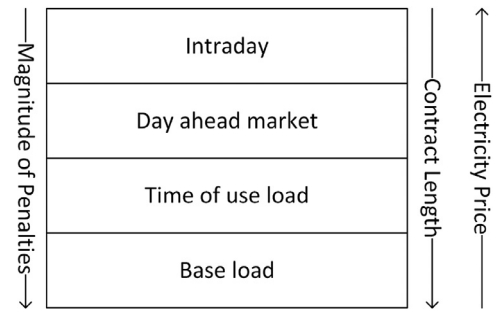 Magnitude of Penalties
Intraday
Day ahead market
Time of use load
Base load
Contract Length
Electricity Price